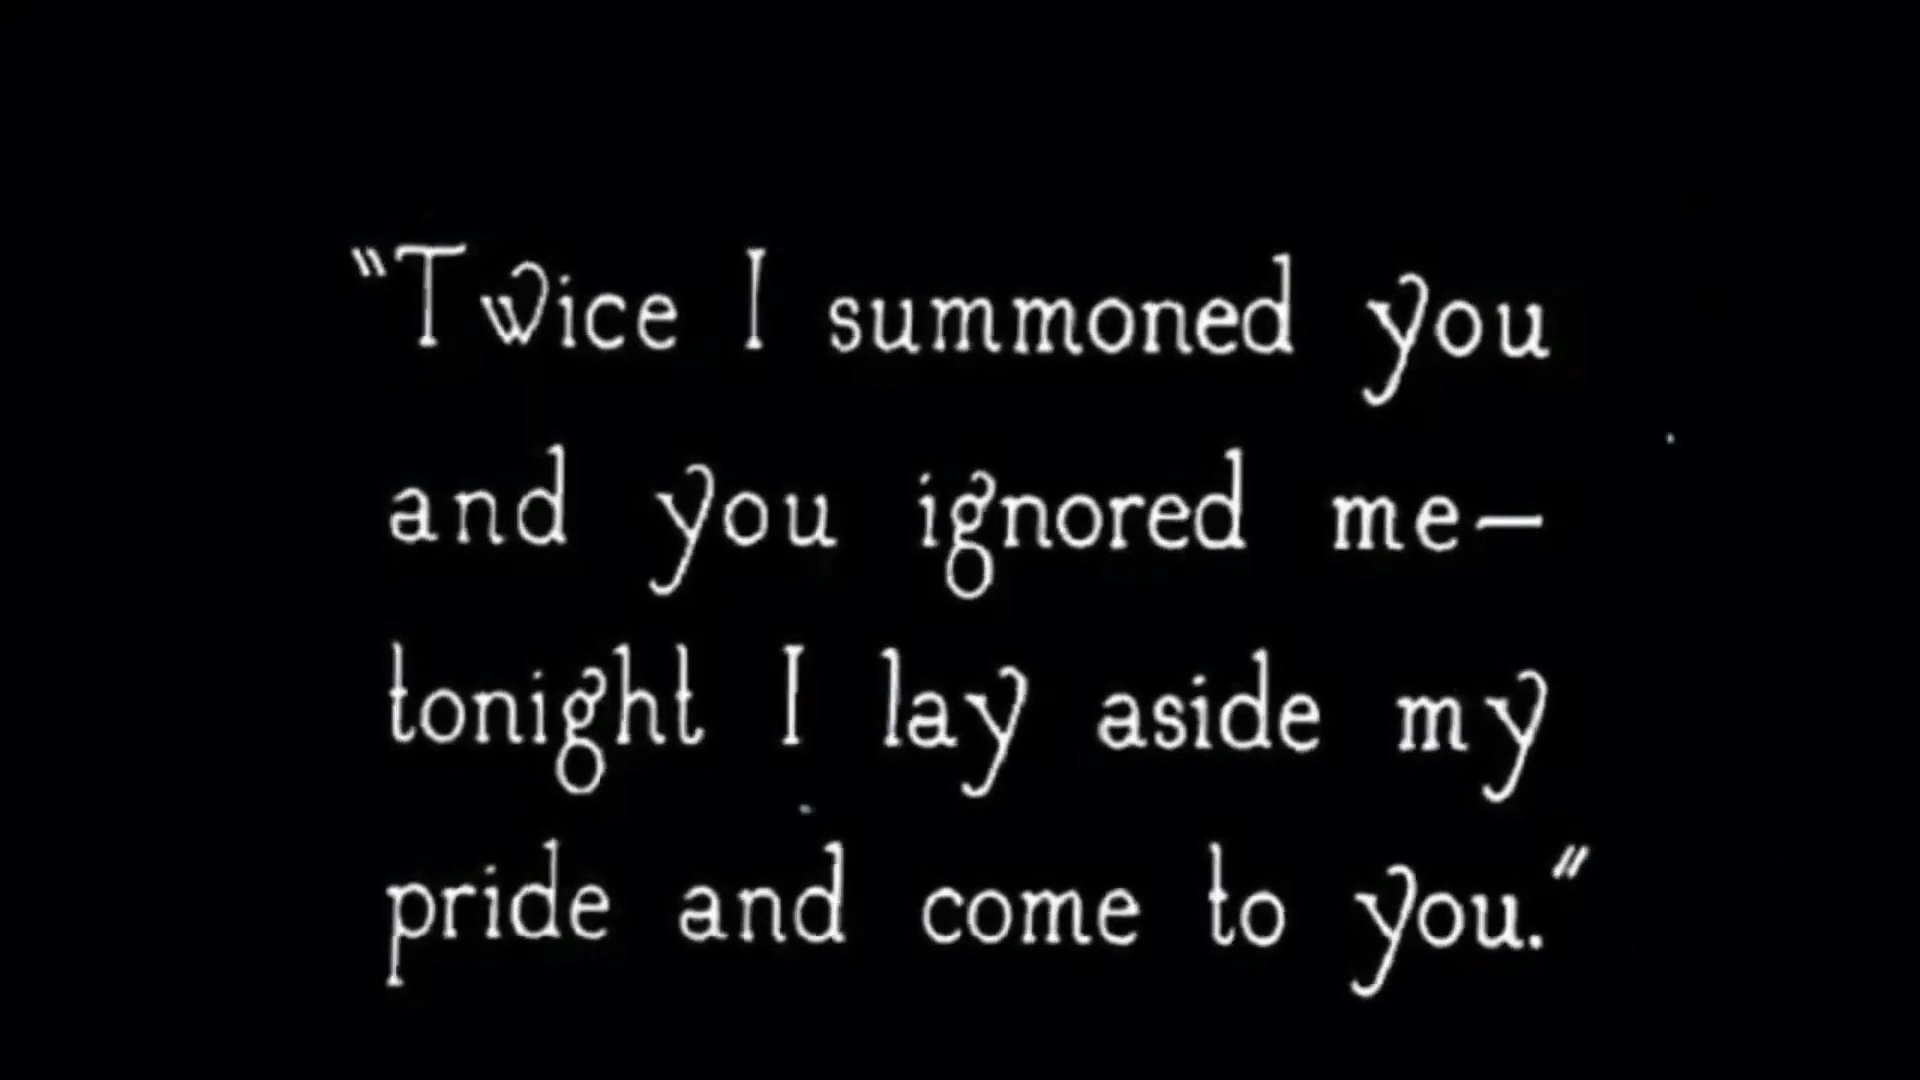 "Twice I summoned you
and you ignored me—
tonight I lay aside my
pride and come to you."